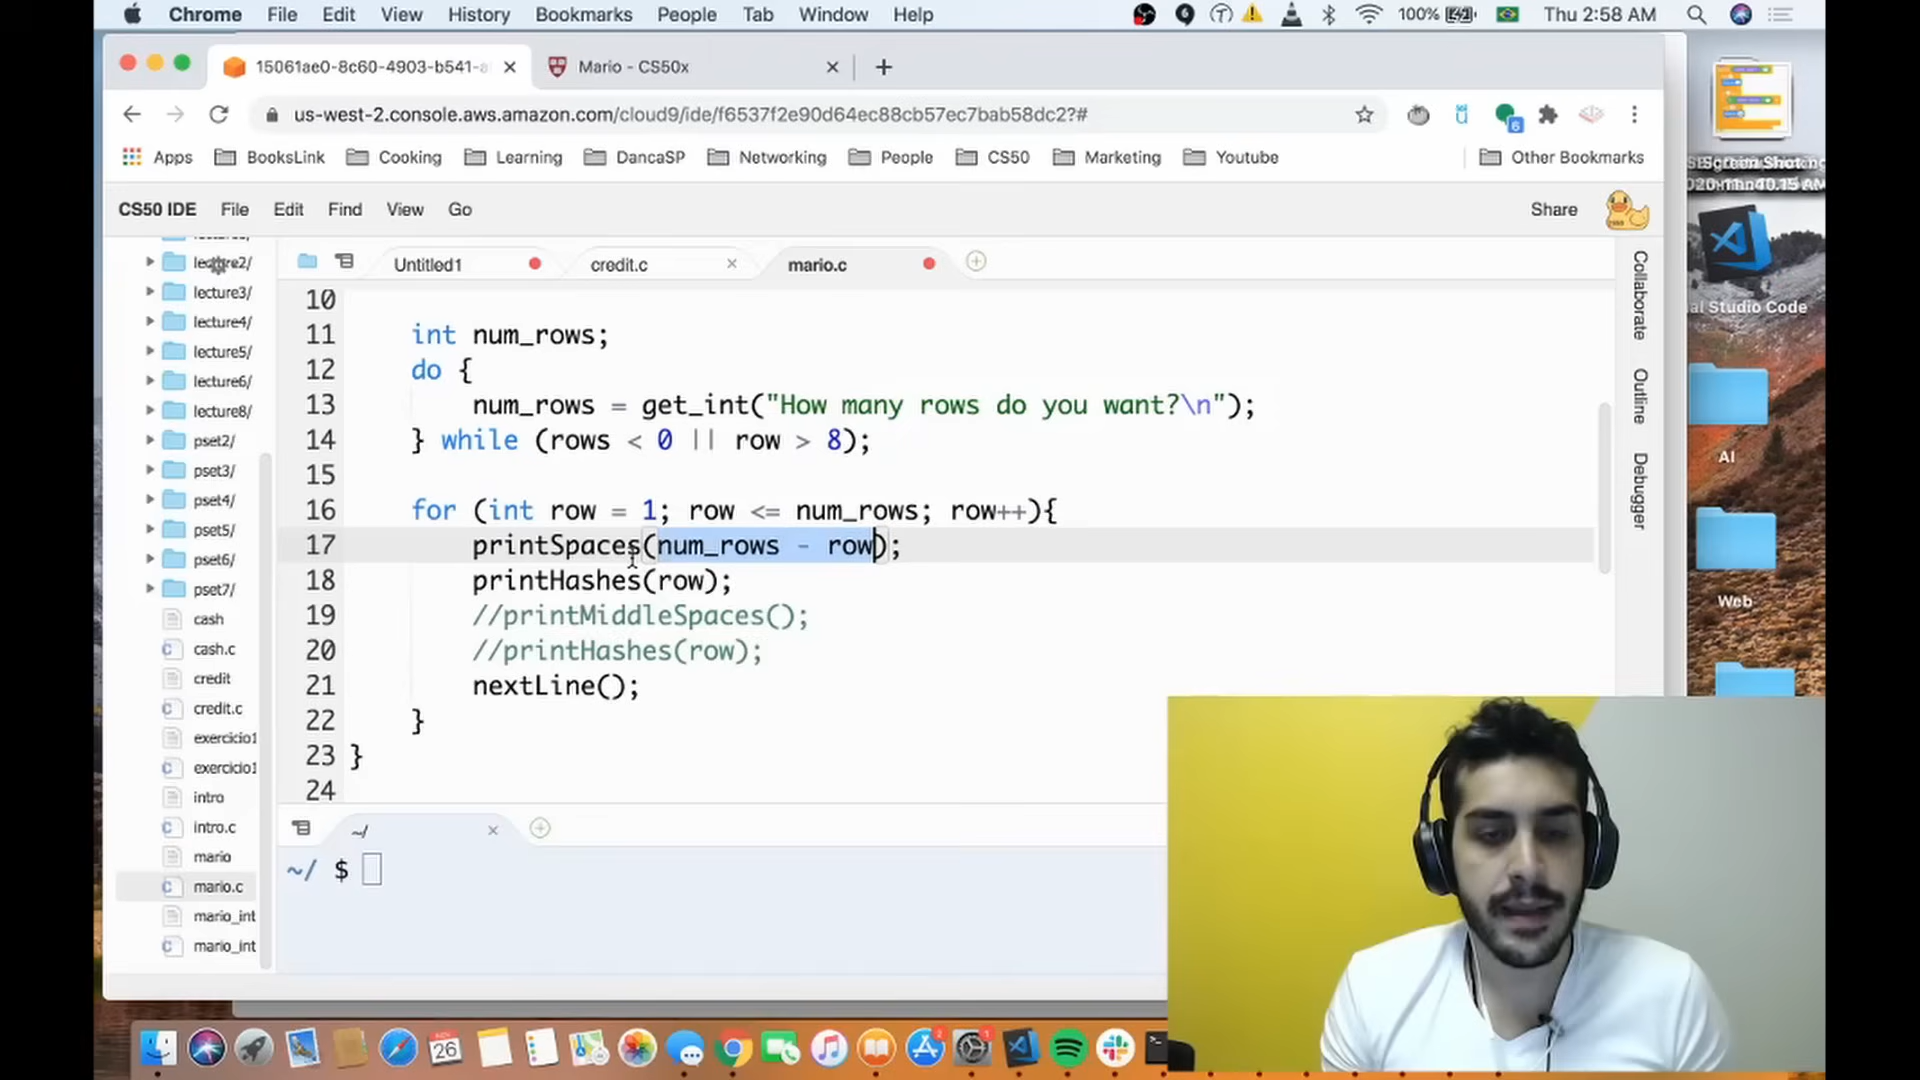 Chrome File Edit View History Bookmarks People Tab Window Help 100% Thu 2:58 AM
15061ae0-8c60-4903-b541-a Mario - CS50x
us-west-2.console.aws.amazon.com/cloud9/ide/f6537f2e90d64ec88cb57ec7bab58dc2?#
Apps BooksLink Cooking Learning DancaSP Networking People CS50 Marketing Youtube Other Bookmarks
CS50 IDE File Edit Find View Go Share
Untitled1 credit.c mario.c
lecture2/
lecture3/
lecture4/
lecture5/
lecture6/
lecture8/
pset2/
pset3/
pset4/
pset5/
pset6/
pset7/
cash
cash.c
credit
credit.c
exercicio1
exercicio1
intro
intro.c
mario
mario.c
mario_int
mario_int
10
11 int num_rows;
12 do {
13 num_rows = get_int("How many rows do you want?\n");
14 } while (rows < 0 || row > 8);
15
16 for (int row = 1; row <= num_rows; row++){
17 printSpaces(num_rows - row);
18 printHashes(row);
19 //printMiddleSpaces();
20 //printHashes(row);
21 nextLine();
22 }
23 }
24
~/
~/ $
Collaborate
Outline
Debugger
al Studio Code
AI
Web
26